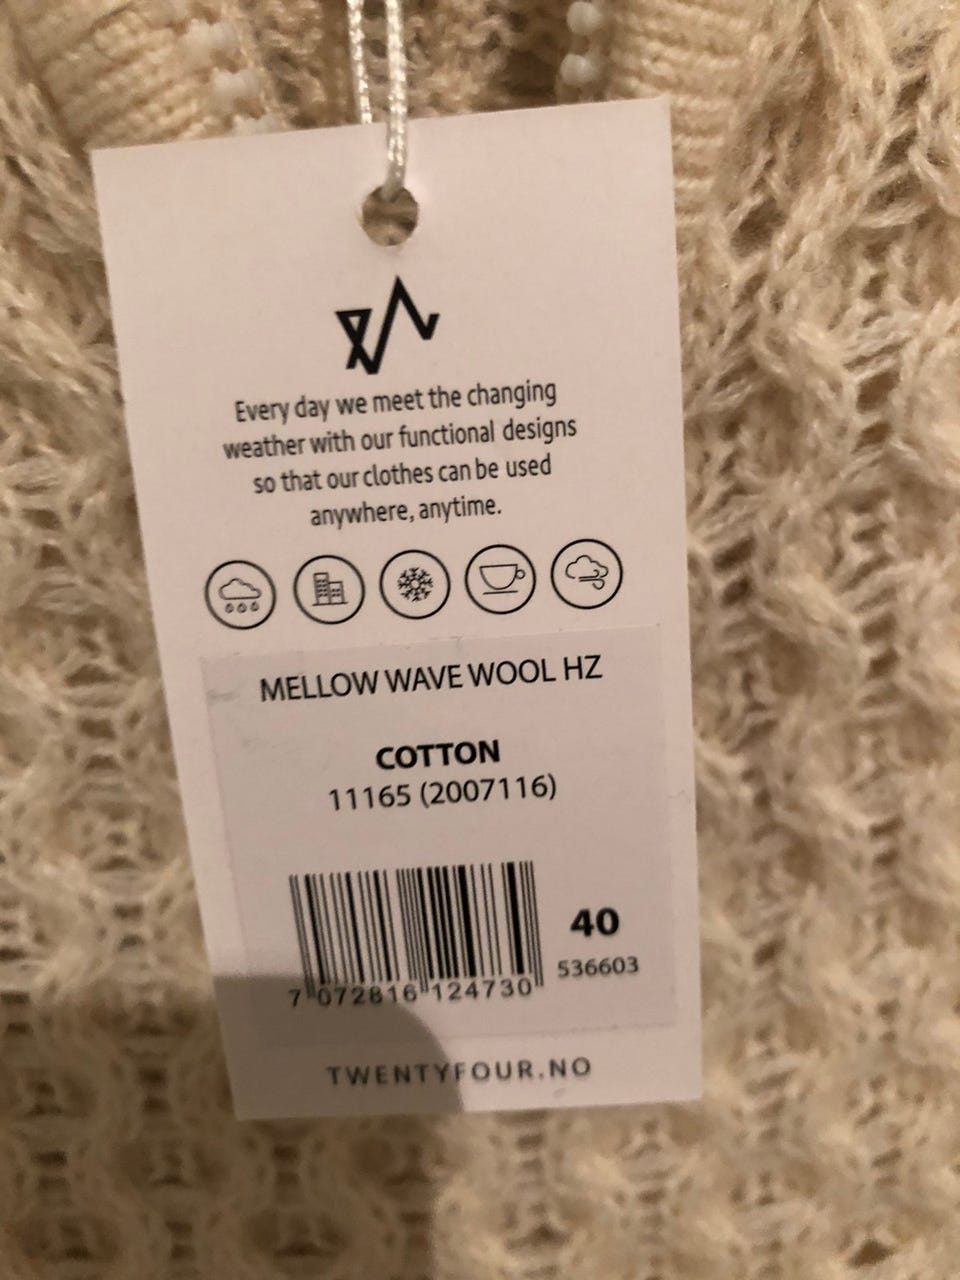 Every day we meet the changing
weather with our functional designs
so that our clothes can be used
anywhere, anytime.
MELLOW WAVE WOOL HZ
COTTON
11165 (2007116)
40
536603
7 072816 124730
TWENTYFOUR.NO